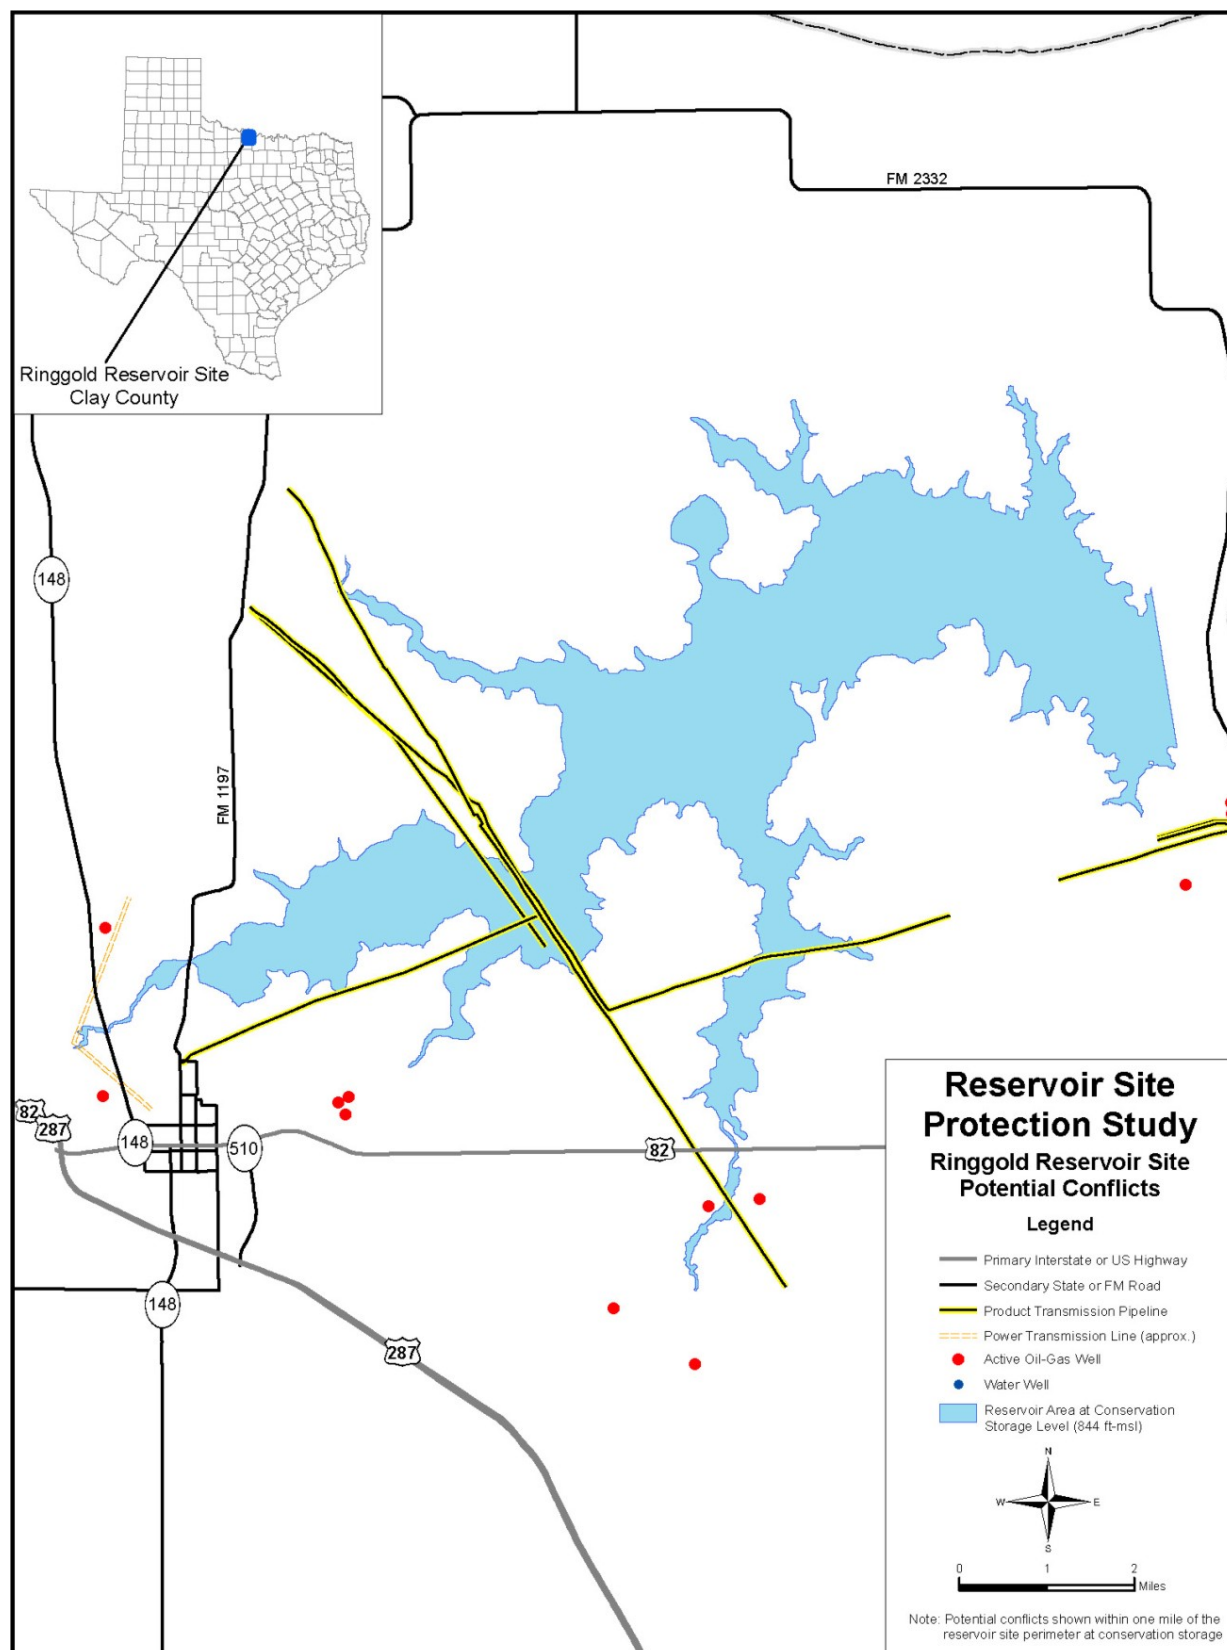 Ringgold Reservoir Site
Clay County
FM 2332
148
FM 1197
82
287
148
510
82
148
287
Reservoir Site
Protection Study
Ringgold Reservoir Site
Potential Conflicts
Legend
Primary Interstate or US Highway
Secondary State or FM Road
Product Transmission Pipeline
Power Transmission Line (approx.)
Active Oil-Gas Well
Water Well
Reservoir Area at Conservation
Storage Level (844 ft-msl)
N
W E
S
0 1 2
Miles
Note: Potential conflicts shown within one mile of the
reservoir site perimeter at conservation storage